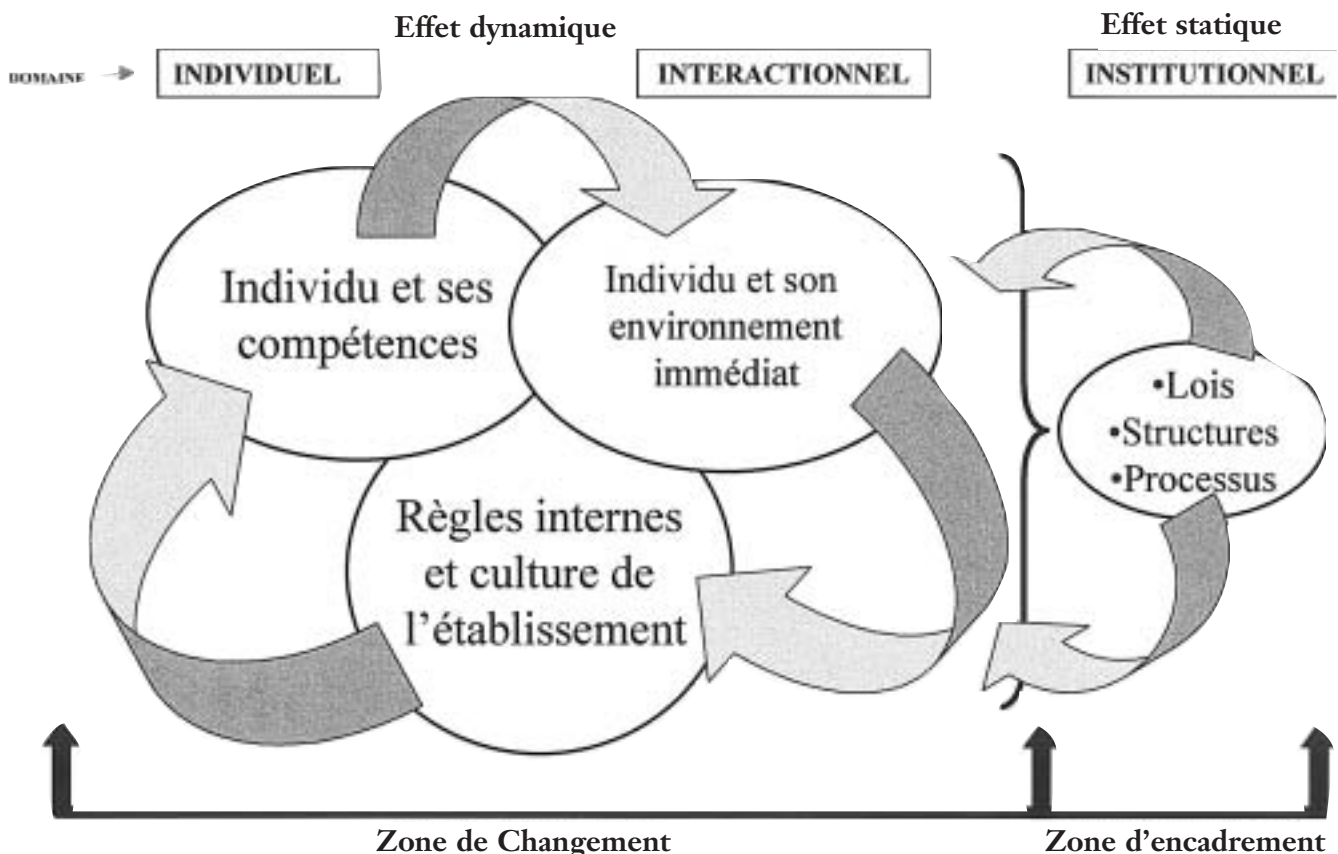 Effet dynamique
Effet statique
DOMAINE
INDIVIDUEL
INTERACTIONNEL
INSTITUTIONNEL
Individu et ses
compétences
Individu et son
environnement
immédiat
•Lois
•Structures
•Processus
Règles internes
et culture de
l'établissement
Zone de Changement
Zone d'encadrement